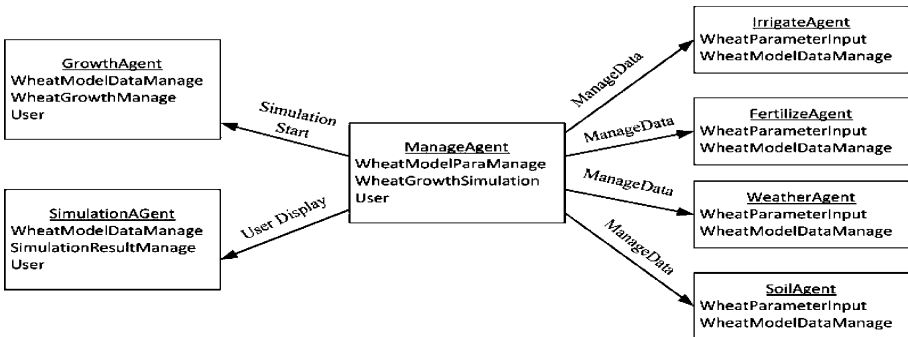 GrowthAgent
WheatModelDataManage
WheatGrowthManage
User
SimulationAGent
WheatModelDataManage
SimulationResultManage
User
Simulation
Start
User Display
ManageAgent
WheatModelParaManage
WheatGrowthSimulation
User
ManageData
ManageData
ManageData
ManageData
IrrigateAgent
WheatParameterInput
WheatModelDataManage
FertilizeAgent
WheatParameterInput
WheatModelDataManage
WeatherAgent
WheatParameterInput
WheatModelDataManage
SoilAgent
WheatParameterInput
WheatModelDataManage